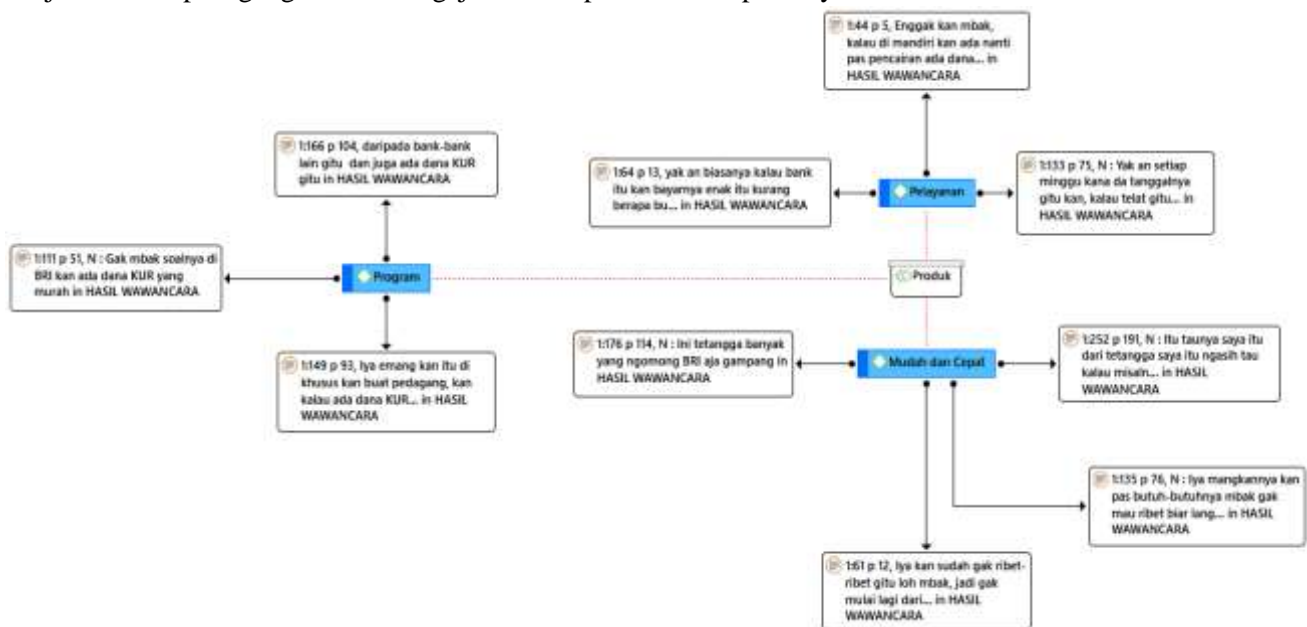 1:44 p 5, Enggak kan mbak,
kalau di mandiri kan ada nanti
pas pencairan ada dana... in
HASIL WAWANCARA
1:166 p 104, daripada bank-bank
lain gitu dan juga ada dana KUR
gitu in HASIL WAWANCARA
1:64 p 13, yak an biasanya kalau bank
itu kan bayarnya enak itu kurang
berapa bu... in HASIL WAWANCARA
Pelayanan
1:133 p 75, N : Yak an setiap
minggu kana da tanggalnya
gitu kan, kalau telat gitu... in
HASIL WAWANCARA
1:111 p 51, N : Gak mbak soalnya di
BRI kan ada dana KUR yang
murah in HASIL WAWANCARA
Program
Produk
1:149 p 93, Iya emang kan itu di
khusus kan buat pedagang, kan
kalau ada dana KUR... in HASIL
WAWANCARA
1:176 p 114, N : Ini tetangga banyak
yang ngomong BRI aja gampang in
HASIL WAWANCARA
Mudah dan Cepat
1:252 p 191, N : Itu taunya saya itu
dari tetangga saya itu ngasih tau
kalau misaln... in HASIL
WAWANCARA
1:135 p 76, N : Iya mangkannya kan
pas butuh-butuhnya mbak gak
mau ribet biar lang... in HASIL
WAWANCARA
1:61 p 12, Iya kan sudah gak ribet-
ribet gitu loh mbak, jadi gak
mulai lagi dari... in HASIL
WAWANCARA